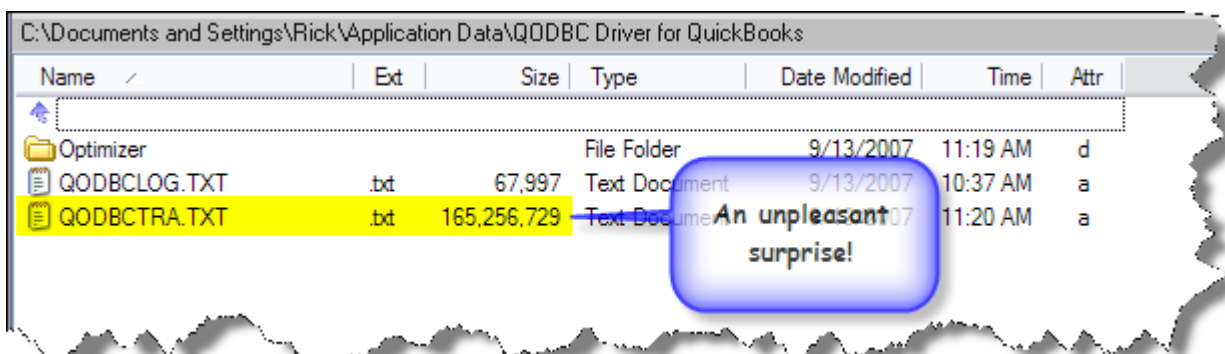 C:\Documents and Settings\Rick\Application Data\QODBC Driver for QuickBooks
Name Ext Size Type Date Modified Time Attr
Optimizer File Folder 9/13/2007 11:19 AM d
QODBCLOG.TXT .txt 67,997 Text Document 9/13/2007 10:37 AM a
QODBCTRA.TXT .txt 165,256,729 Text Document 11:20 AM a
An unpleasant
surprise!